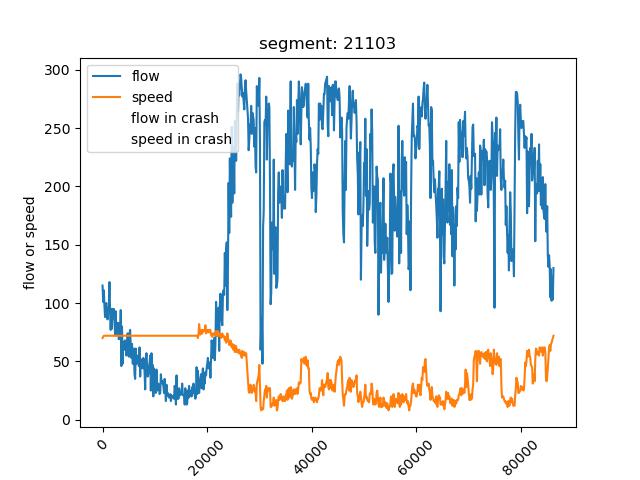 segment: 21103
flow
speed
flow in crash
speed in crash
flow or speed
300
250
200
150
100
50
0
0
20000
40000
60000
80000